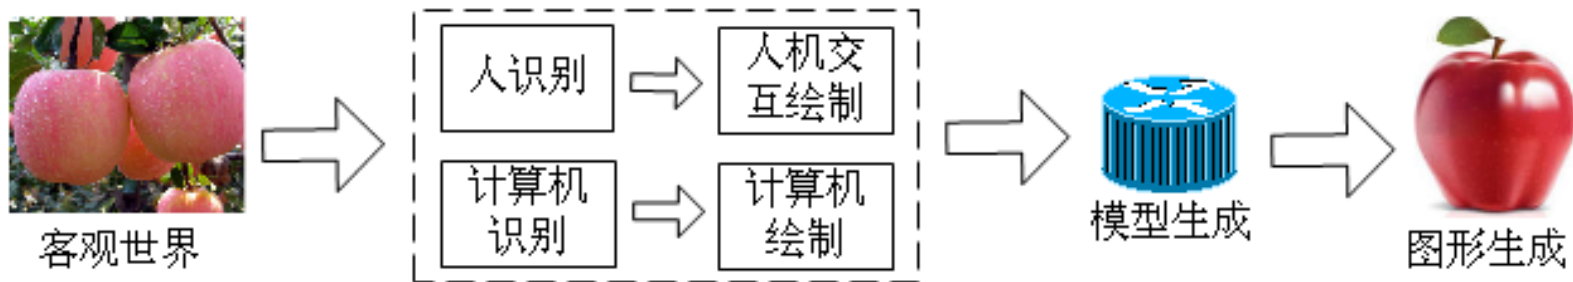 客观世界
人识别
人机交
互绘制
计算机
识别
计算机
绘制
模型生成
图形生成